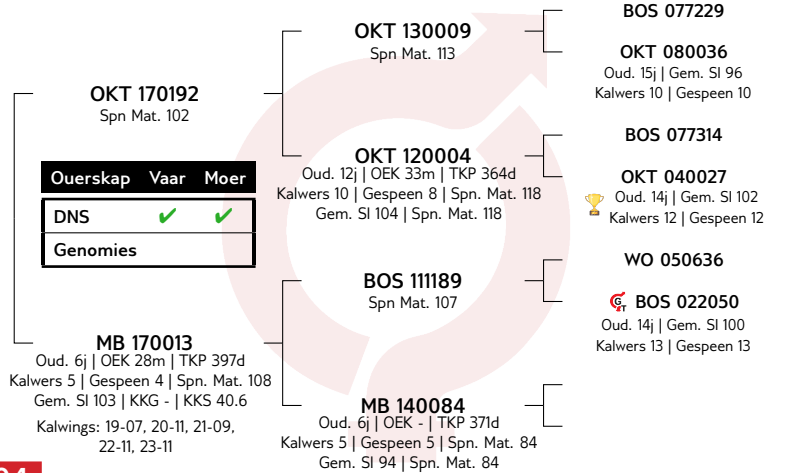 BOS 077229
OKT 130009
Spn Mat. 113
OKT 080036
Oud. 15j | Gem. SI 96
Kalwers 10 | Gespeen 10
OKT 170192
Spn Mat. 102
BOS 077314
OKT 120004
Oud. 12j | OEK 33m | TKP 364d
Kalwers 10 | Gespeen 8 | Spn. Mat. 118
Gem. SI 104 | Spn. Mat. 118
OKT 040027
Oud. 14j | Gem. SI 102
Kalwers 12 | Gespeen 12
Ouerskap Vaar Moer
DNS ✔ ✔
Genomies
WO 050636
BOS 111189
Spn Mat. 107
GT BOS 022050
Oud. 14j | Gem. SI 100
Kalwers 13 | Gespeen 13
MB 170013
Oud. 6j | OEK 28m | TKP 397d
Kalwers 5 | Gespeen 4 | Spn. Mat. 108
Gem. SI 103 | KKG - | KKS 40.6
Kalwings: 19-07, 20-11, 21-09,
22-11, 23-11
MB 140084
Oud. 6j | OEK - | TKP 371d
Kalwers 5 | Gespeen 5 | Spn. Mat. 84
Gem. SI 94 | Spn. Mat. 84